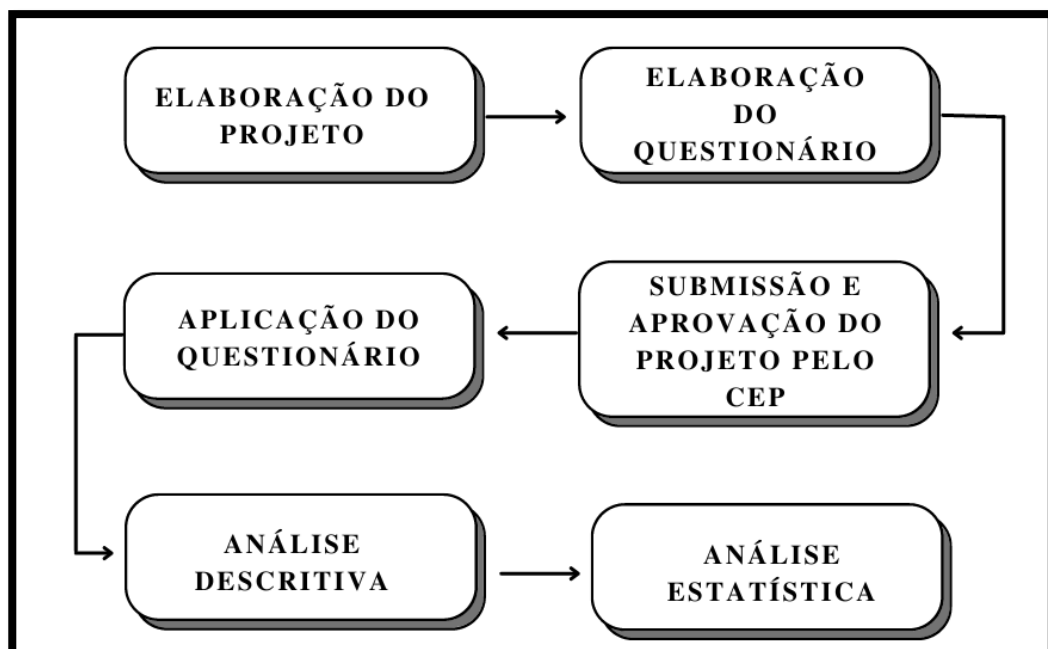 ELABORAÇÃO DO
PROJETO
ELABORAÇÃO
DO
QUESTIONÁRIO
SUBMISSÃO E
APROVAÇÃO DO
PROJETO PELO
CEP
APLICAÇÃO DO
QUESTIONÁRIO
ANÁLISE
DESCRITIVA
ANÁLISE
ESTATÍSTICA